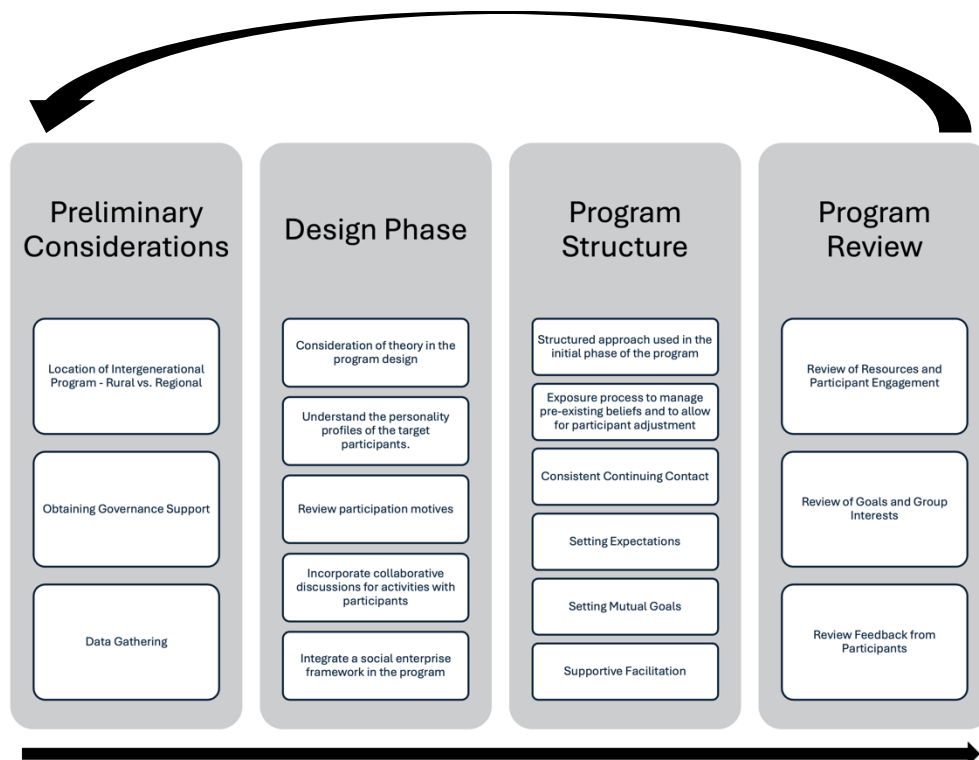 Preliminary
Considerations
Location of Intergenerational
Program - Rural vs. Regional
Obtaining Governance Support
Data Gathering
Design Phase
Consideration of theory in the
program design
Understand the personality
profiles of the target
participants.
Review participation motives
Incorporate collaborative
discussions for activities with
participants
Integrate a social enterprise
framework in the program
Program
Structure
Structured approach used in the
initial phase of the program
Exposure process to manage
pre-existing beliefs and to allow
for participant adjustment
Consistent Continuing Contact
Setting Expectations
Setting Mutual Goals
Supportive Facilitation
Program
Review
Review of Resources and
Participant Engagement
Review of Goals and Group
Interests
Review Feedback from
Participants